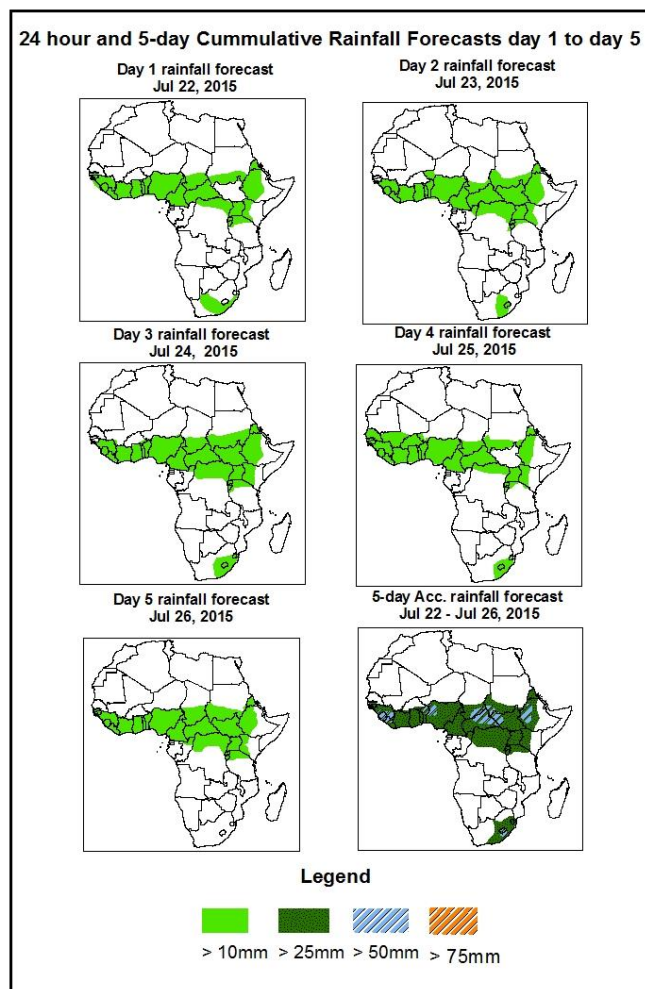 24 hour and 5-day Cummulative Rainfall Forecasts day 1 to day 5
Day 1 rainfall forecast
Jul 22, 2015
Day 2 rainfall forecast
Jul 23, 2015
Day 3 rainfall forecast
Jul 24, 2015
Day 4 rainfall forecast
Jul 25, 2015
Day 5 rainfall forecast
Jul 26, 2015
5-day Acc. rainfall forecast
Jul 22 - Jul 26, 2015
Legend
> 10mm > 25mm > 50mm > 75mm